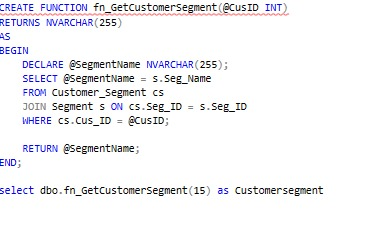 CREATE FUNCTION fn_GetCustomerSegment(@CusID INT)
RETURNS NVARCHAR(255)
AS
BEGIN
DECLARE @SegmentName NVARCHAR(255);
SELECT @SegmentName = s.Seg_Name
FROM Customer_Segment cs
JOIN Segment s ON cs.Seg_ID = s.Seg_ID
WHERE cs.Cus_ID = @CusID;
RETURN @SegmentName;
END;
select dbo.fn_GetCustomerSegment(15) as Customersegment